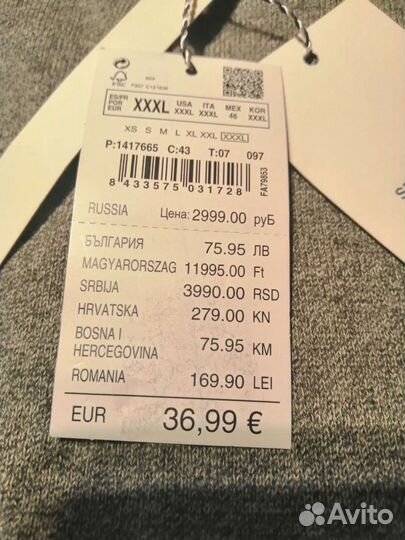 FSC
ES/FR POR EUR XXXL USA XXXL ITA XXXL MEX 46 KOR XXXL
XS S M L XL XXL XXXL
P:1417665 C:43 T:07 097
8 433575 031728
FA79853
RUSSIA Цена: 2999.00 руБ
БЪЛГАРИЯ 75.95 ЛВ
MAGYARORSZAG 11995.00 Ft
SRBIJA 3990.00 RSD
HRVATSKA 279.00 KN
BOSNA I
HERCEGOVINA 75.95 KM
ROMANIA 169.90 LEI
EUR 36,99 €
Avito